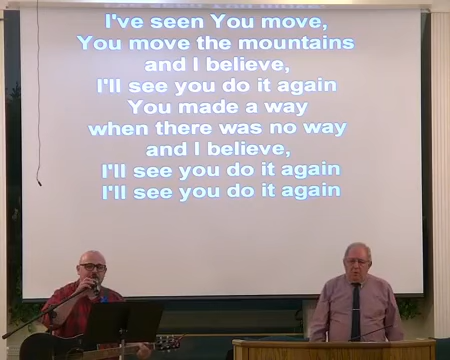 I've seen You move,
You move the mountains
and I believe,
I'll see you do it again
You made a way
when there was no way
and I believe,
I'll see you do it again
I'll see you do it again